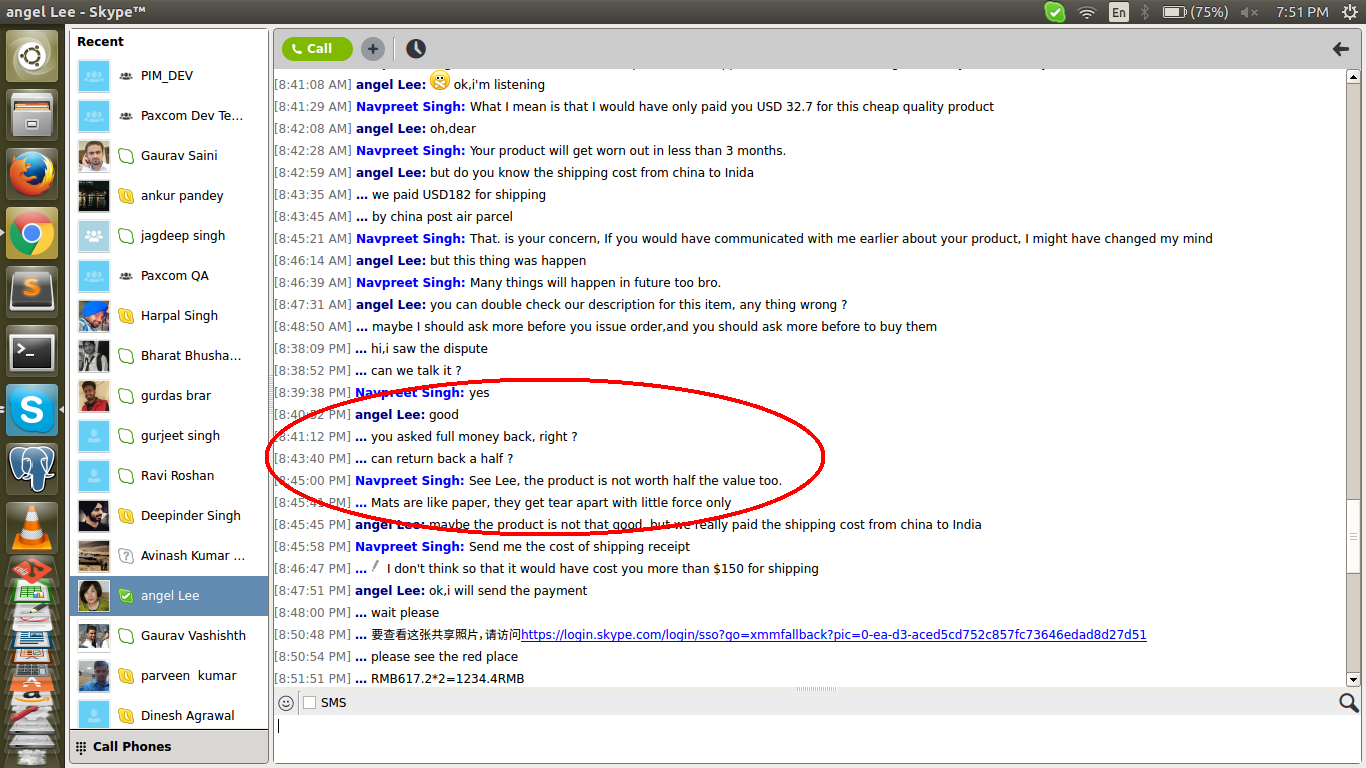 angel Lee - Skype™
En
(75%)
7:51 PM
Recent
PIM_DEV
Paxcom Dev Te...
Gaurav Saini
ankur pandey
jagdeep singh
Paxcom QA
Harpal Singh
Bharat Bhusha...
gurdas brar
gurjeet singh
Ravi Roshan
Deepinder Singh
Avinash Kumar ...
angel Lee
Gaurav Vashishth
parveen kumar
Dinesh Agrawal
Call Phones
Call
[8:41:08 AM] angel Lee: ok,i'm listening
[8:41:29 AM] Navpreet Singh: What I mean is that I would have only paid you USD 32.7 for this cheap quality product
[8:42:08 AM] angel Lee: oh,dear
[8:42:28 AM] Navpreet Singh: Your product will get worn out in less than 3 months.
[8:42:59 AM] angel Lee: but do you know the shipping cost from china to Inida
[8:43:35 AM] ... we paid USD182 for shipping
[8:43:45 AM] ... by china post air parcel
[8:45:21 AM] Navpreet Singh: That. is your concern, If you would have communicated with me earlier about your product, I might have changed my mind
[8:46:14 AM] angel Lee: but this thing was happen
[8:46:39 AM] Navpreet Singh: Many things will happen in future too bro.
[8:47:31 AM] angel Lee: you can double check our description for this item, any thing wrong ?
[8:48:50 AM] ... maybe I should ask more before you issue order,and you should ask more before to buy them
[8:38:09 PM] ... hi,i saw the dispute
[8:38:52 PM] ... can we talk it ?
[8:39:38 PM] Navpreet Singh: yes
[8:40:32 PM] angel Lee: good
[8:41:12 PM] ... you asked full money back, right ?
[8:43:40 PM] ... can return back a half ?
[8:45:00 PM] Navpreet Singh: See Lee, the product is not worth half the value too.
[8:45:41 PM] ... Mats are like paper, they get tear apart with little force only
[8:45:45 PM] angel Lee: maybe the product is not that good, but we really paid the shipping cost from china to India
[8:45:58 PM] Navpreet Singh: Send me the cost of shipping receipt
[8:46:47 PM] ... I don't think so that it would have cost you more than $150 for shipping
[8:47:51 PM] angel Lee: ok,i will send the payment
[8:48:00 PM] ... wait please
[8:50:48 PM] ... 要查看这张共享照片,请访问https://login.skype.com/login/sso?go=xmmfallback?pic=0-ea-d3-aced5cd752c857fc73646edad8d27d51
[8:50:54 PM] ... please see the red place
[8:51:51 PM] ... RMB617.2*2=1234.4RMB
SMS